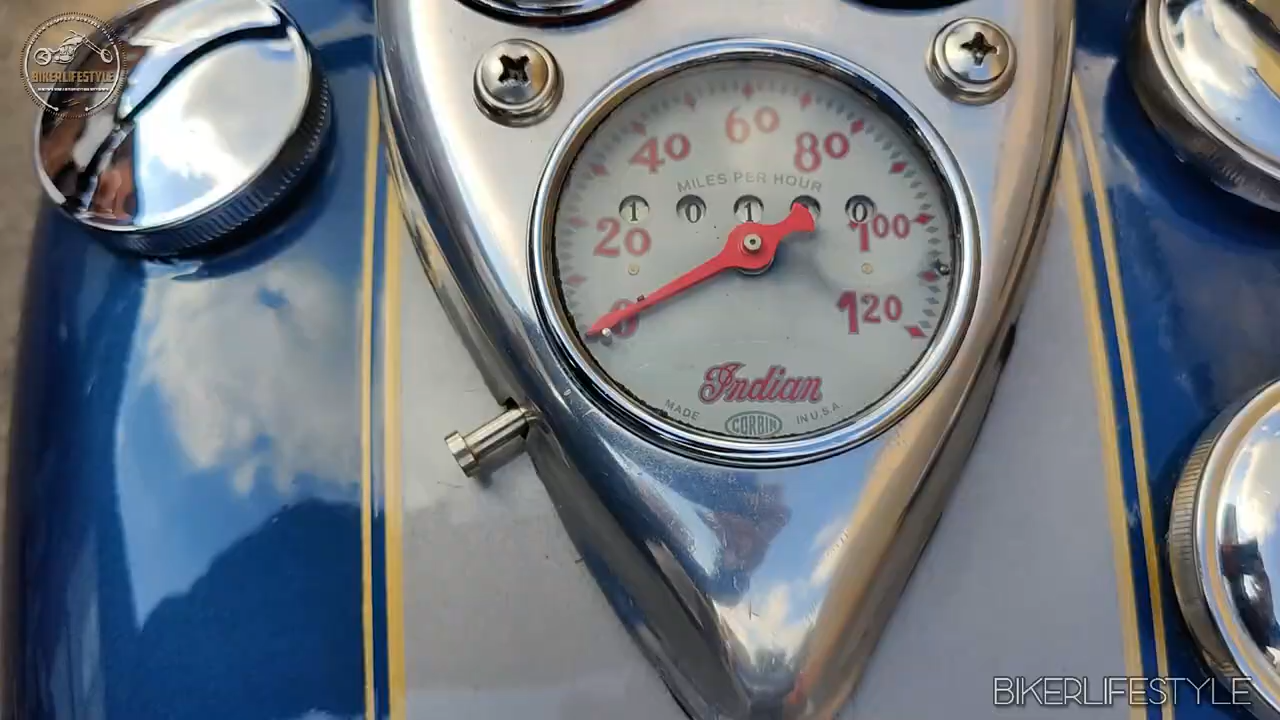 BIKERLIFESTYLE
60
40
80
MILES PER HOUR
1 0 1 0
20
100
0
120
Indian
MADE CORBIN IN U.S.A.
BIKERLIFESTYLE